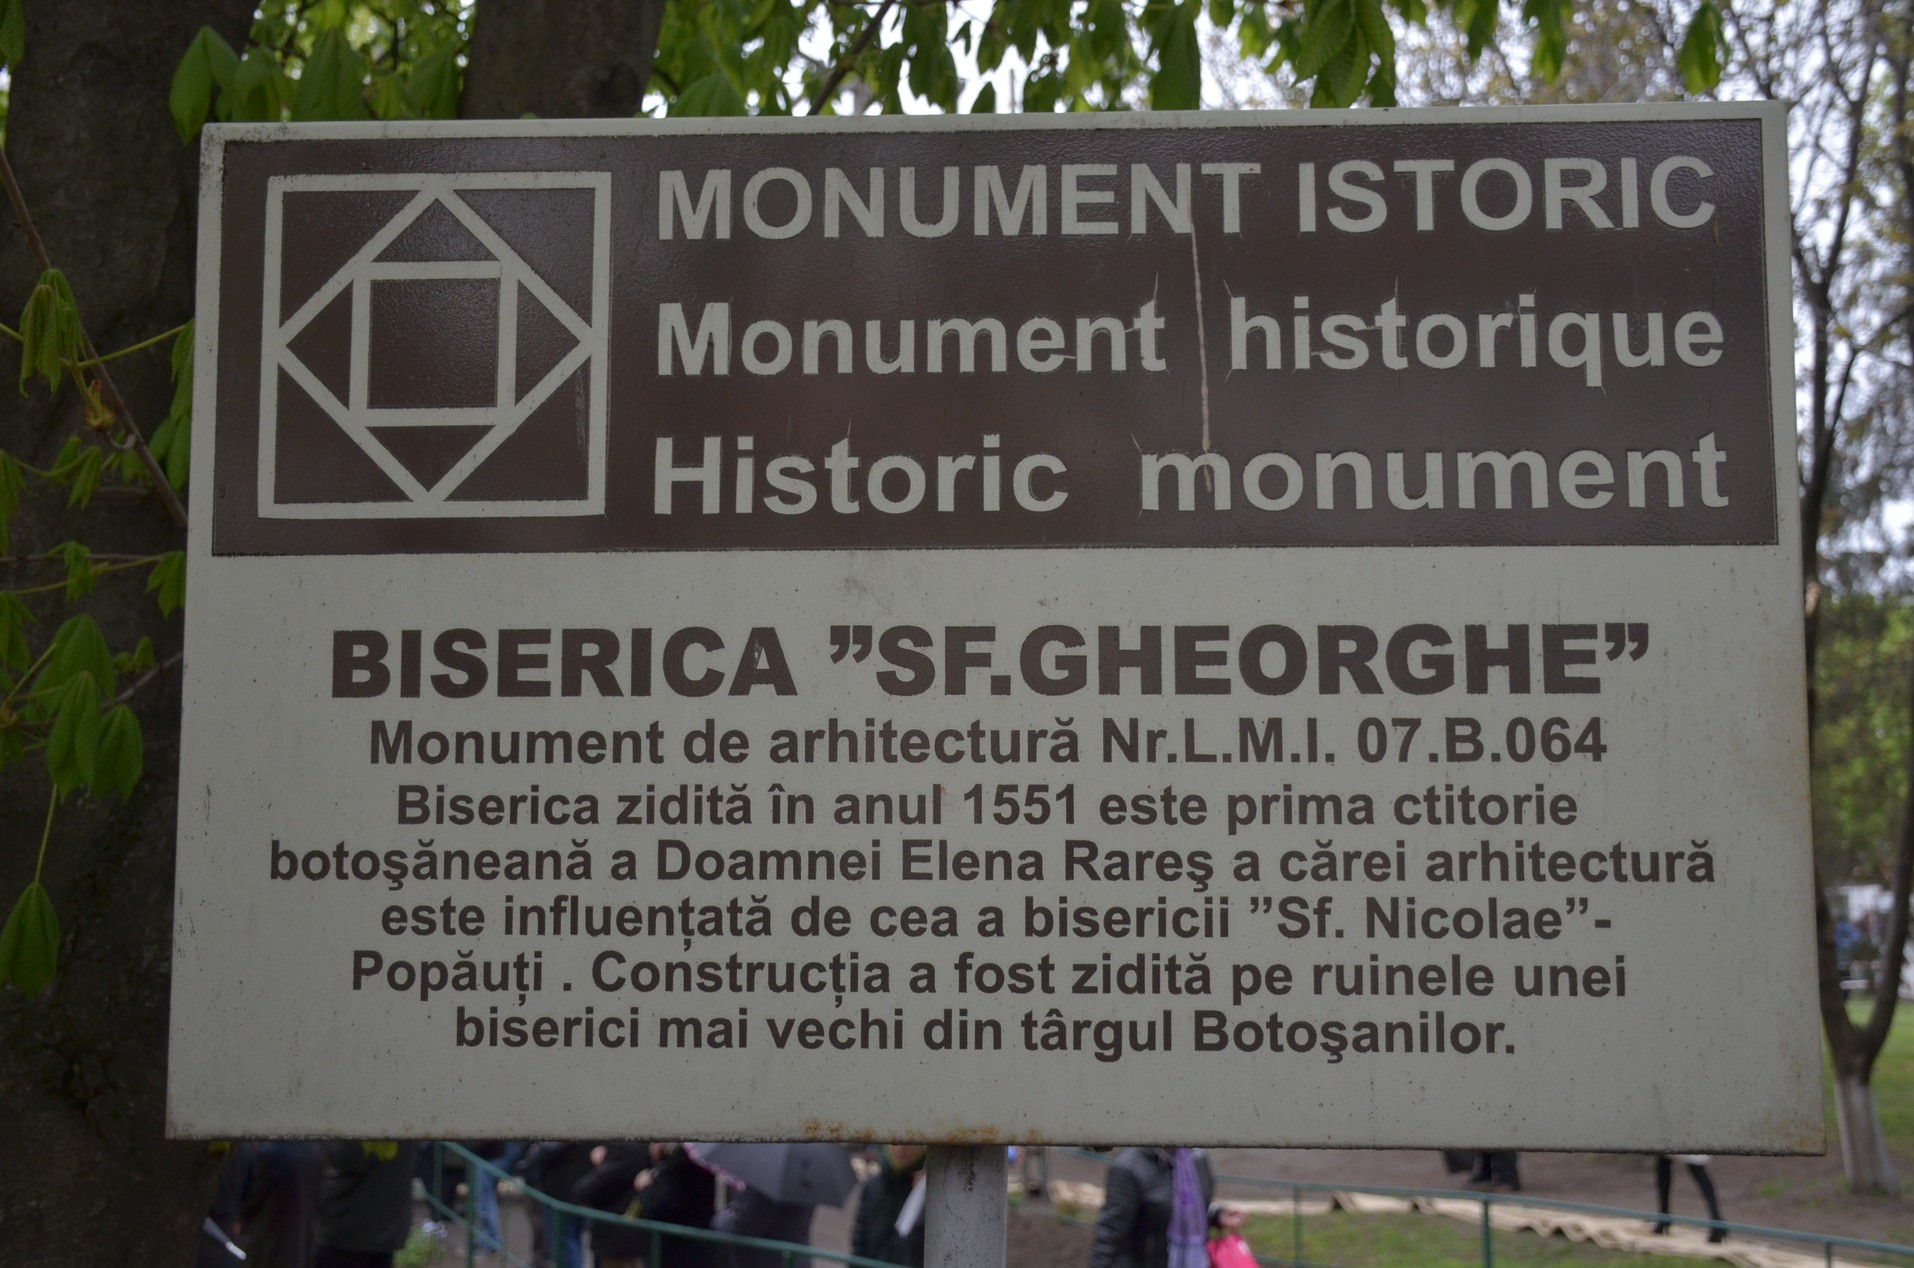 MONUMENT ISTORIC
Monument historique
Historic monument
BISERICA ”SF.GHEORGHE”
Monument de arhitectură Nr.L.M.I. 07.B.064
Biserica zidită în anul 1551 este prima ctitorie
botoşăneană a Doamnei Elena Rareş a cărei arhitectură
este influențată de cea a bisericii ”Sf. Nicolae”-
Popăuți . Construcția a fost zidită pe ruinele unei
biserici mai vechi din târgul Botoşanilor.